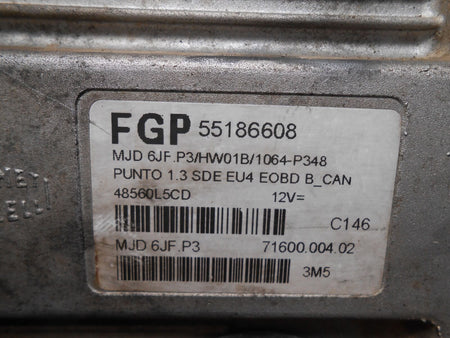 FGP 55186608
MJD 6JF.P3/HW01B/1064-P348
PUNTO 1.3 SDE EU4 EOBD B_CAN
48560L5CD 12V=
C146
MJD 6JF.P3 71600.004.02
3M5